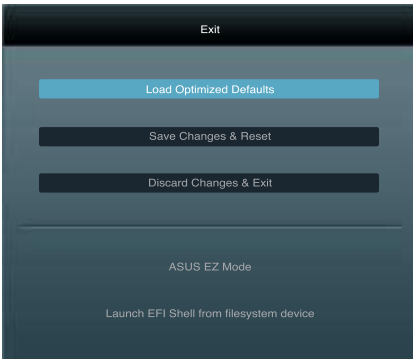 Exit
Load Optimized Defaults
Save Changes & Reset
Discard Changes & Exit
ASUS EZ Mode
Launch EFI Shell from filesystem device